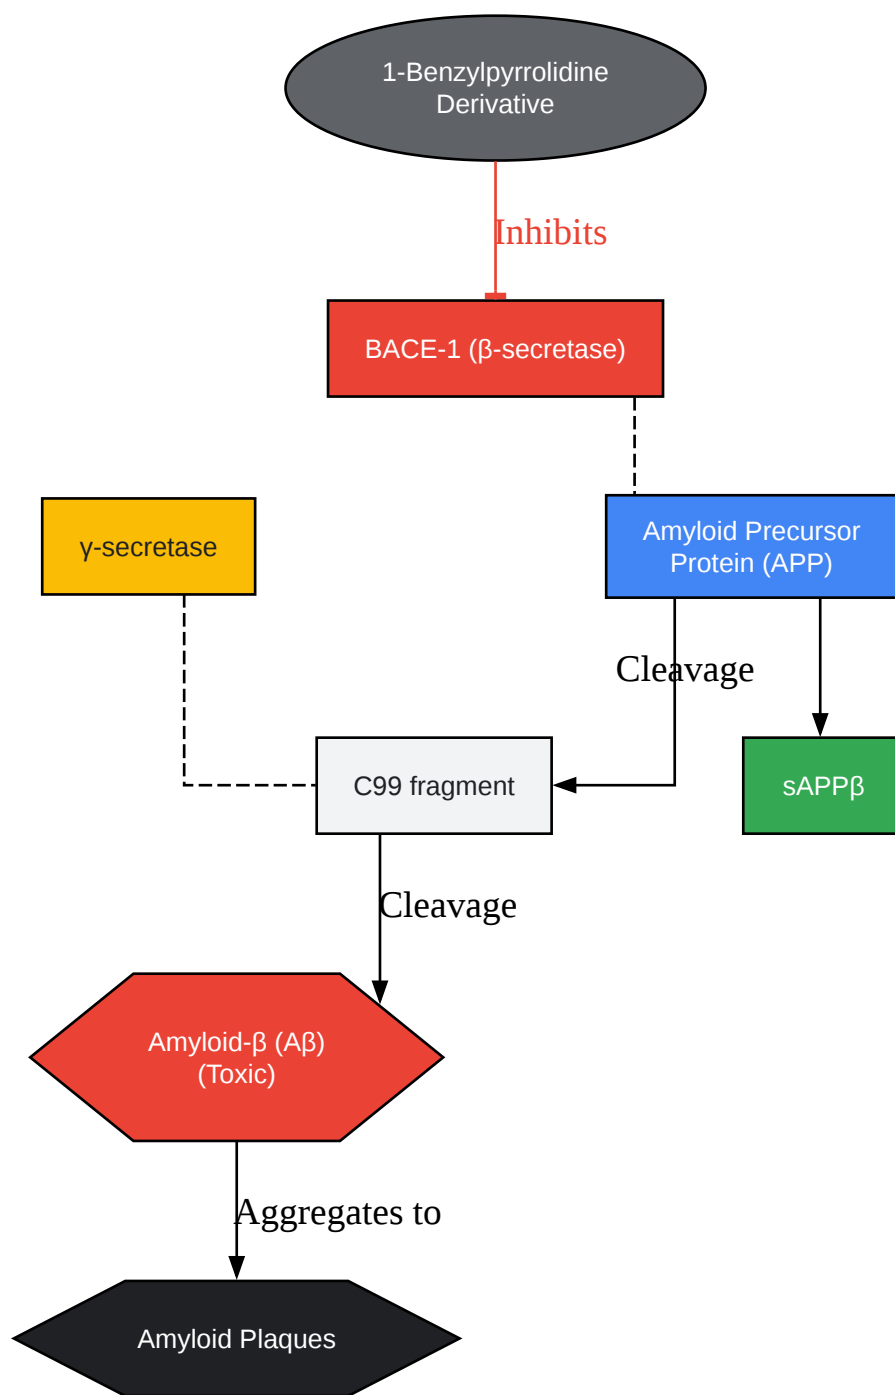 1-Benzylpyrrolidine
Derivative
Inhibits
BACE-1 (β-secretase)
γ-secretase
Amyloid Precursor
Protein (APP)
Cleavage
C99 fragment
sAPPβ
Cleavage
Amyloid-β (Aβ)
(Toxic)
Aggregates to
Amyloid Plaques